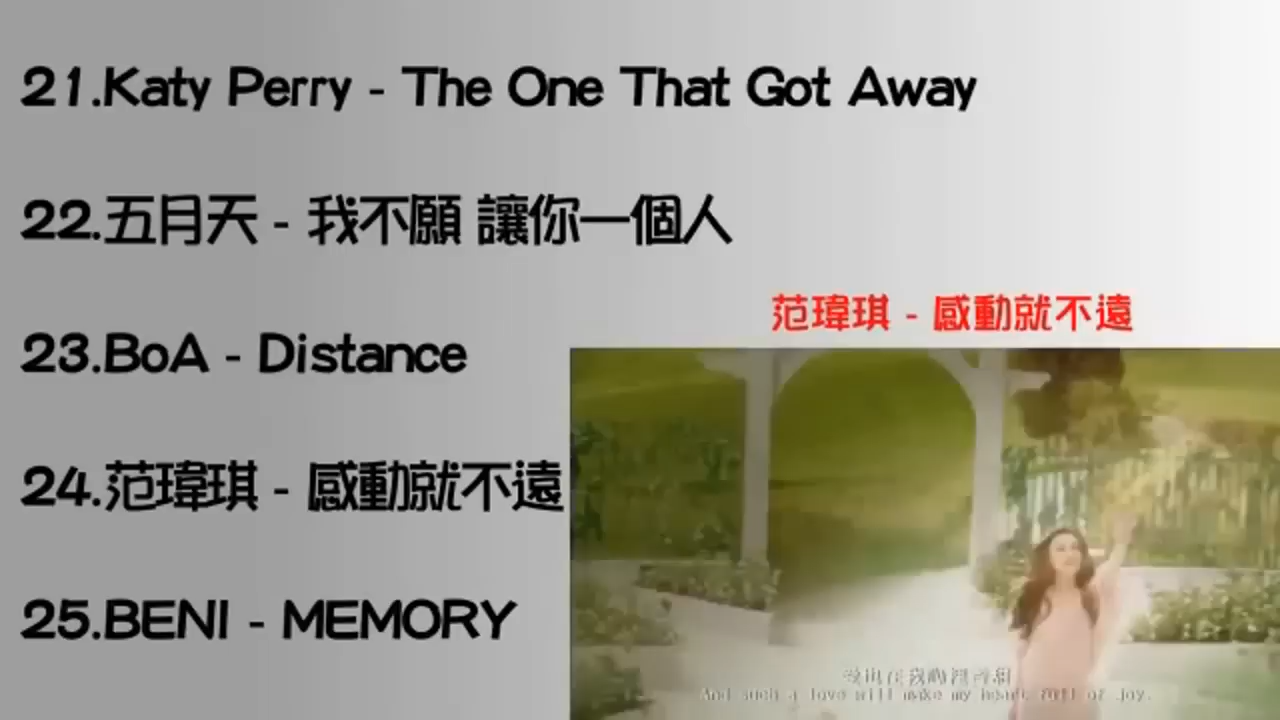 21.Katy Perry - The One That Got Away
22.五月天 - 我不願 讓你一個人
23.BoA - Distance
范瑋琪 - 感動就不遠
24.范瑋琪 - 感動就不遠
25.BENI - MEMORY
And such a love will make my heart full of joy.